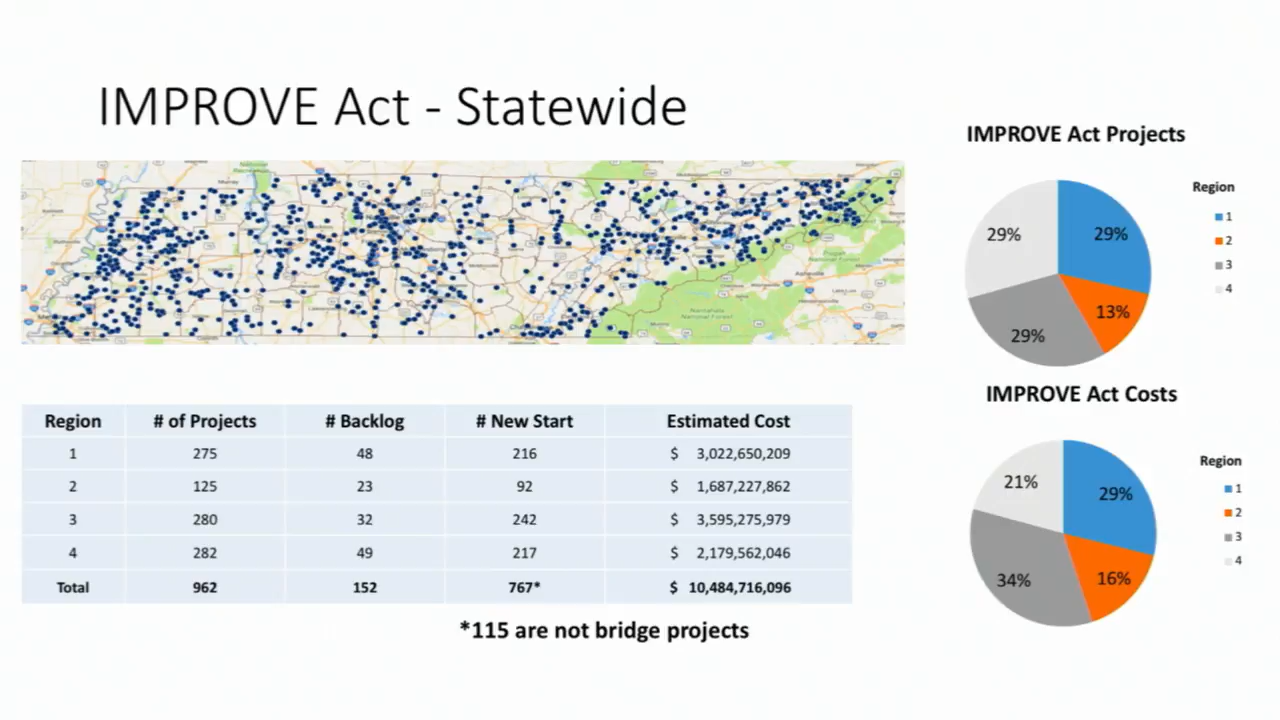 IMPROVE Act - Statewide
IMPROVE Act Projects
Region
1
2
3
4
29%
29%
13%
29%
IMPROVE Act Costs
Region
1
2
3
4
21%
29%
34%
16%
Region # of Projects # Backlog # New Start Estimated Cost
1 275 48 216 $ 3,022,650,209
2 125 23 92 $ 1,687,227,862
3 280 32 242 $ 3,595,275,979
4 282 49 217 $ 2,179,562,046
Total 962 152 767* $ 10,484,716,096
*115 are not bridge projects